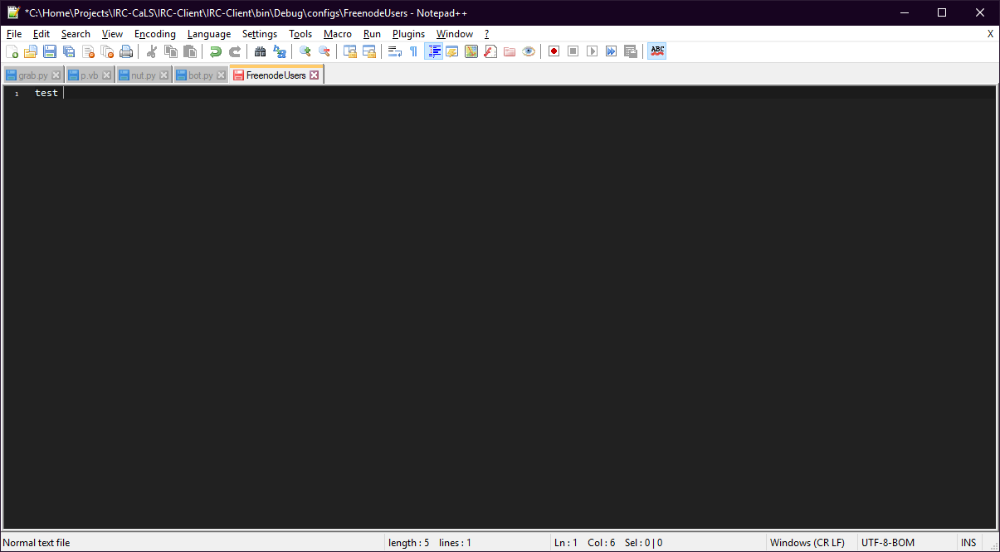 *C:\Home\Projects\IRC-CaLS\IRC-Client\IRC-Client\bin\Debug\configs\FreenodeUsers - Notepad++
File Edit Search View Encoding Language Settings Tools Macro Run Plugins Window ? X
ABC
grab.py p.vb nut.py bot.py FreenodeUsers
1 test
Normal text file length : 5 lines : 1 Ln : 1 Col : 6 Sel : 0 | 0 Windows (CR LF) UTF-8-BOM INS